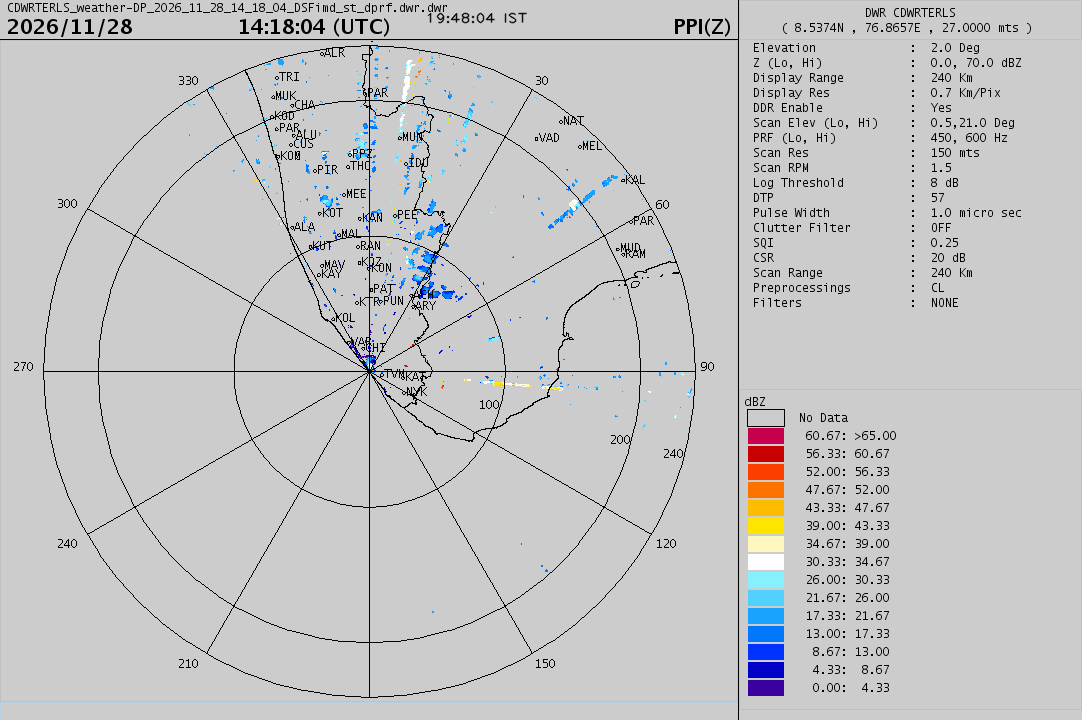 CDWRTERLS_weather-DP_2026_11_28_14_18_04_DSFimd_st_dprf.dwr.dwr
2026/11/28 14:18:04 (UTC) 19:48:04 IST PPI(Z)
DWR CDWRTERLS
( 8.5374N , 76.8657E , 27.0000 mts )
Elevation : 2.0 Deg
Z (Lo, Hi) : 0.0, 70.0 dBZ
Display Range : 240 Km
Display Res : 0.7 Km/Pix
DDR Enable : Yes
Scan Elev (Lo, Hi) : 0.5,21.0 Deg
PRF (Lo, Hi) : 450, 600 Hz
Scan Res : 150 mts
Scan RPM : 1.5
Log Threshold : 8 dB
DTP : 57
Pulse Width : 1.0 micro sec
Clutter Filter : OFF
SQI : 0.25
CSR : 20 dB
Scan Range : 240 Km
Preprocessings : CL
Filters : NONE
ALR
330 TRI 30
MUK PAR
CHA
KOD NAT
PAR
ALU MUN VAD
CUS MEL
KOM PPZ
PIR THO IDU
KAL
MEE
300 KOT KAN PEE 60
PAR
ALA MAL
KUT RAN MUD
RAM
MAV KOZ KON
KAY
PAT
KTR PUN ARY
KOL
VAR CHI
270 TVM KAT 90
NYK
100
200
240
240 120
210 150
dBZ
No Data
60.67: >65.00
56.33: 60.67
52.00: 56.33
47.67: 52.00
43.33: 47.67
39.00: 43.33
34.67: 39.00
30.33: 34.67
26.00: 30.33
21.67: 26.00
17.33: 21.67
13.00: 17.33
8.67: 13.00
4.33: 8.67
0.00: 4.33